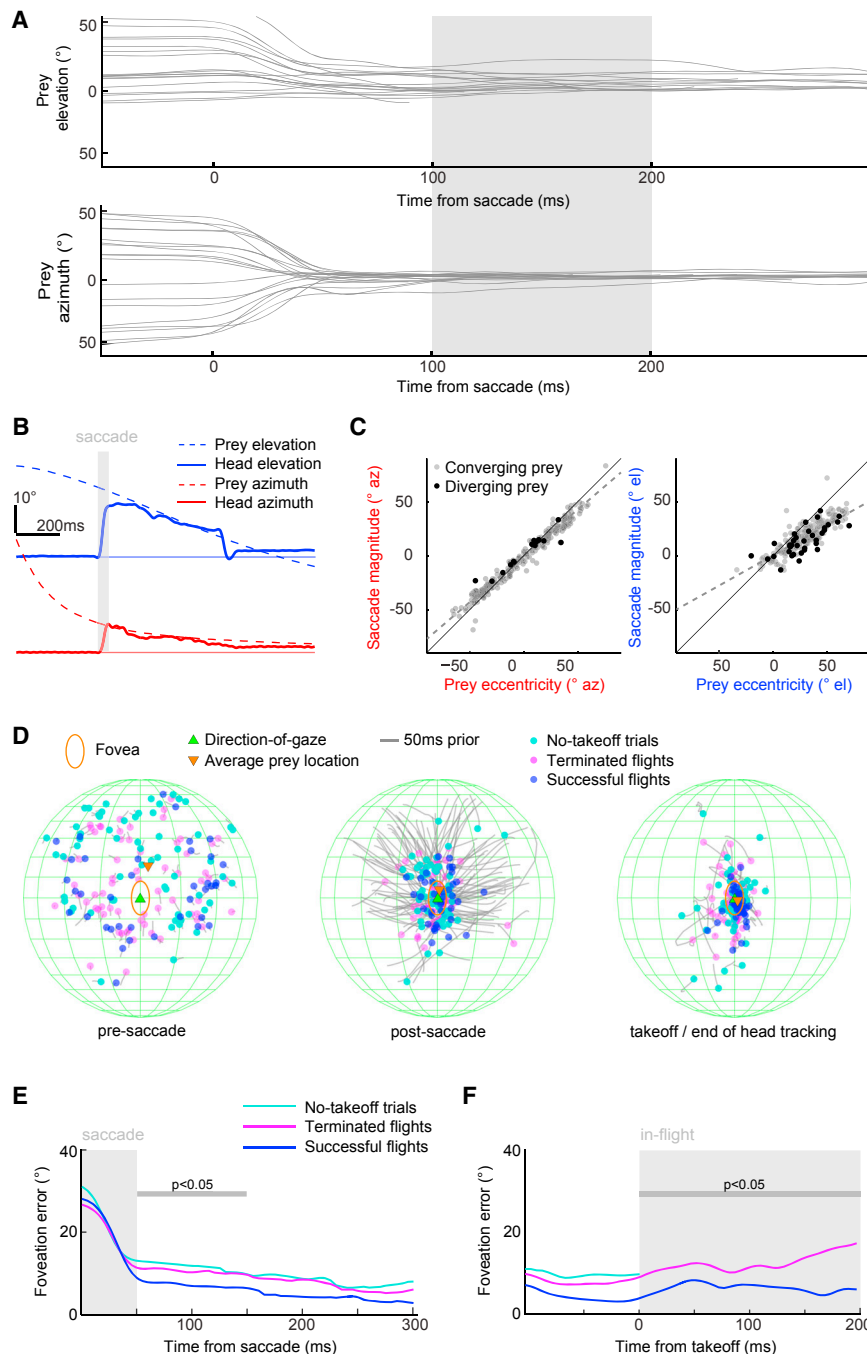 A
Prey elevation (°)
50
0
50
0
100
200
Time from saccade (ms)
Prey azimuth (°)
50
0
50
0
100
200
Time from saccade (ms)
B
saccade
Prey elevation
Head elevation
Prey azimuth
Head azimuth
10°
200ms
C
Converging prey
Diverging prey
Saccade magnitude (° az)
50
0
-50
−50
0
50
Prey eccentricity (° az)
Saccade magnitude (° el)
50
0
-50
-50
0
50
Prey eccentricity (° el)
D
Fovea
Direction-of-gaze
Average prey location
50ms prior
No-takeoff trials
Terminated flights
Successful flights
pre-saccade
post-saccade
takeoff / end of head tracking
E
No-takeoff trials
Terminated flights
Successful flights
saccade
p<0.05
Foveation error (°)
40
20
0
0
100
200
300
Time from saccade (ms)
F
in-flight
p<0.05
Foveation error (°)
40
20
0
-100
0
100
200
Time from takeoff (ms)